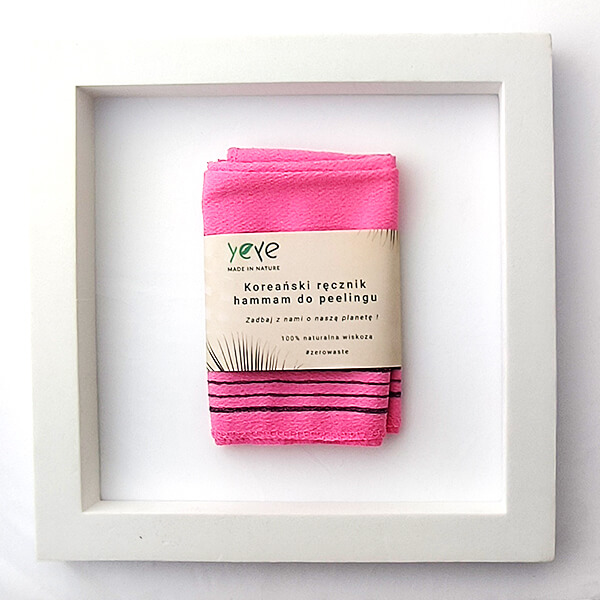 yeye
MADE IN NATURE
Koreański ręcznik
hammam do peelingu
Zadbaj z nami o naszą planetę !
100% naturalna wiskoza
#zerowaste